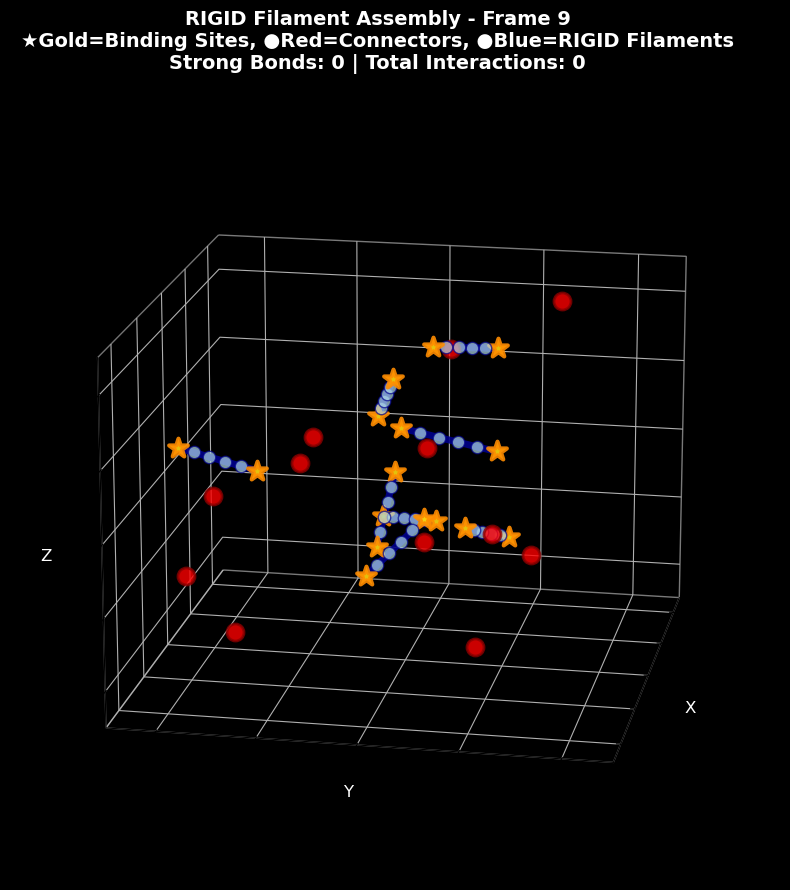 RIGID Filament Assembly - Frame 9
★Gold=Binding Sites, ●Red=Connectors, ●Blue=RIGID Filaments
Strong Bonds: 0 | Total Interactions: 0
Z
X
Y